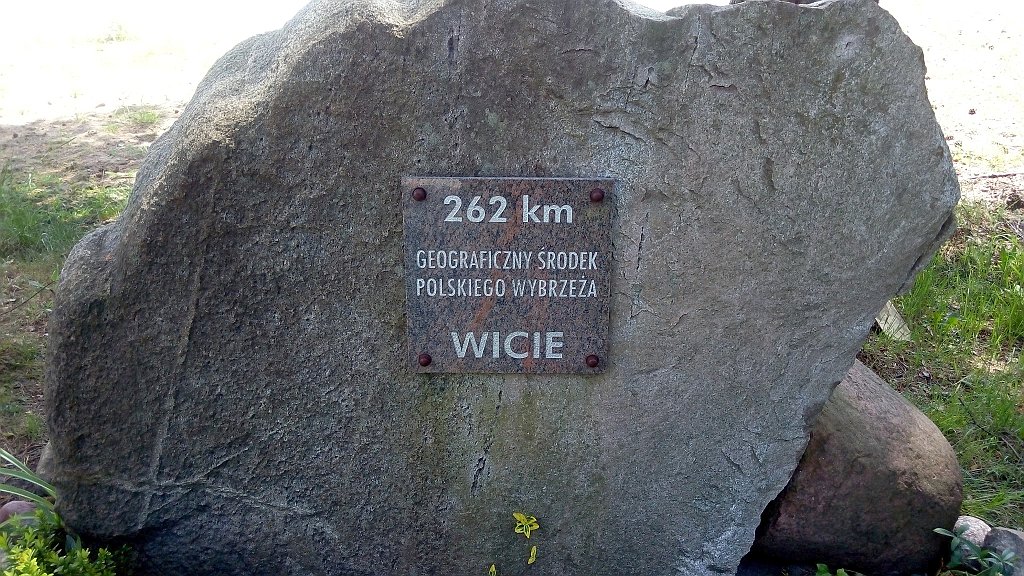 262 km
GEOGRAFICZNY ŚRODEK
POLSKIEGO WYBRZEŻA
WICIE